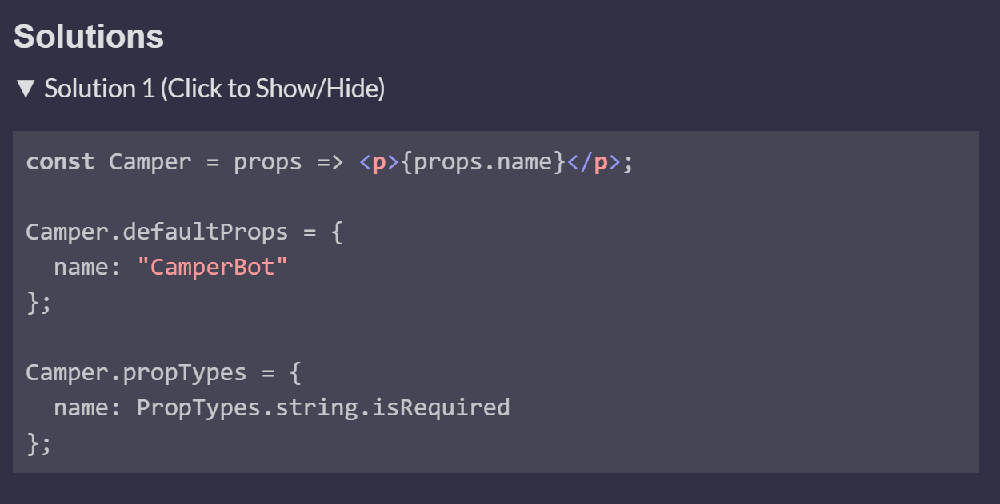 Solutions
▼ Solution 1 (Click to Show/Hide)
const Camper = props => <p>{props.name}</p>;
Camper.defaultProps = {
  name: "CamperBot"
};
Camper.propTypes = {
  name: PropTypes.string.isRequired
};